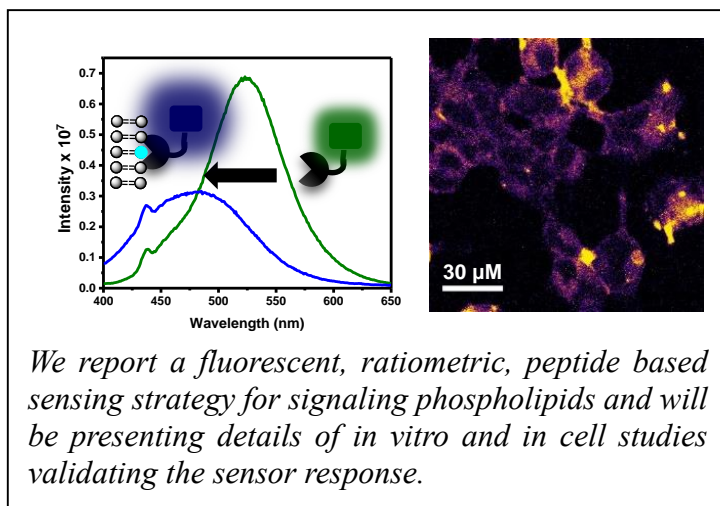 0.7
0.6
0.5
0.4
0.3
0.2
0.1
0.0
Intensity x 10⁷
400 450 500 550 600 650
Wavelength (nm)
30 µM
We report a fluorescent, ratiometric, peptide based
sensing strategy for signaling phospholipids and will
be presenting details of in vitro and in cell studies
validating the sensor response.